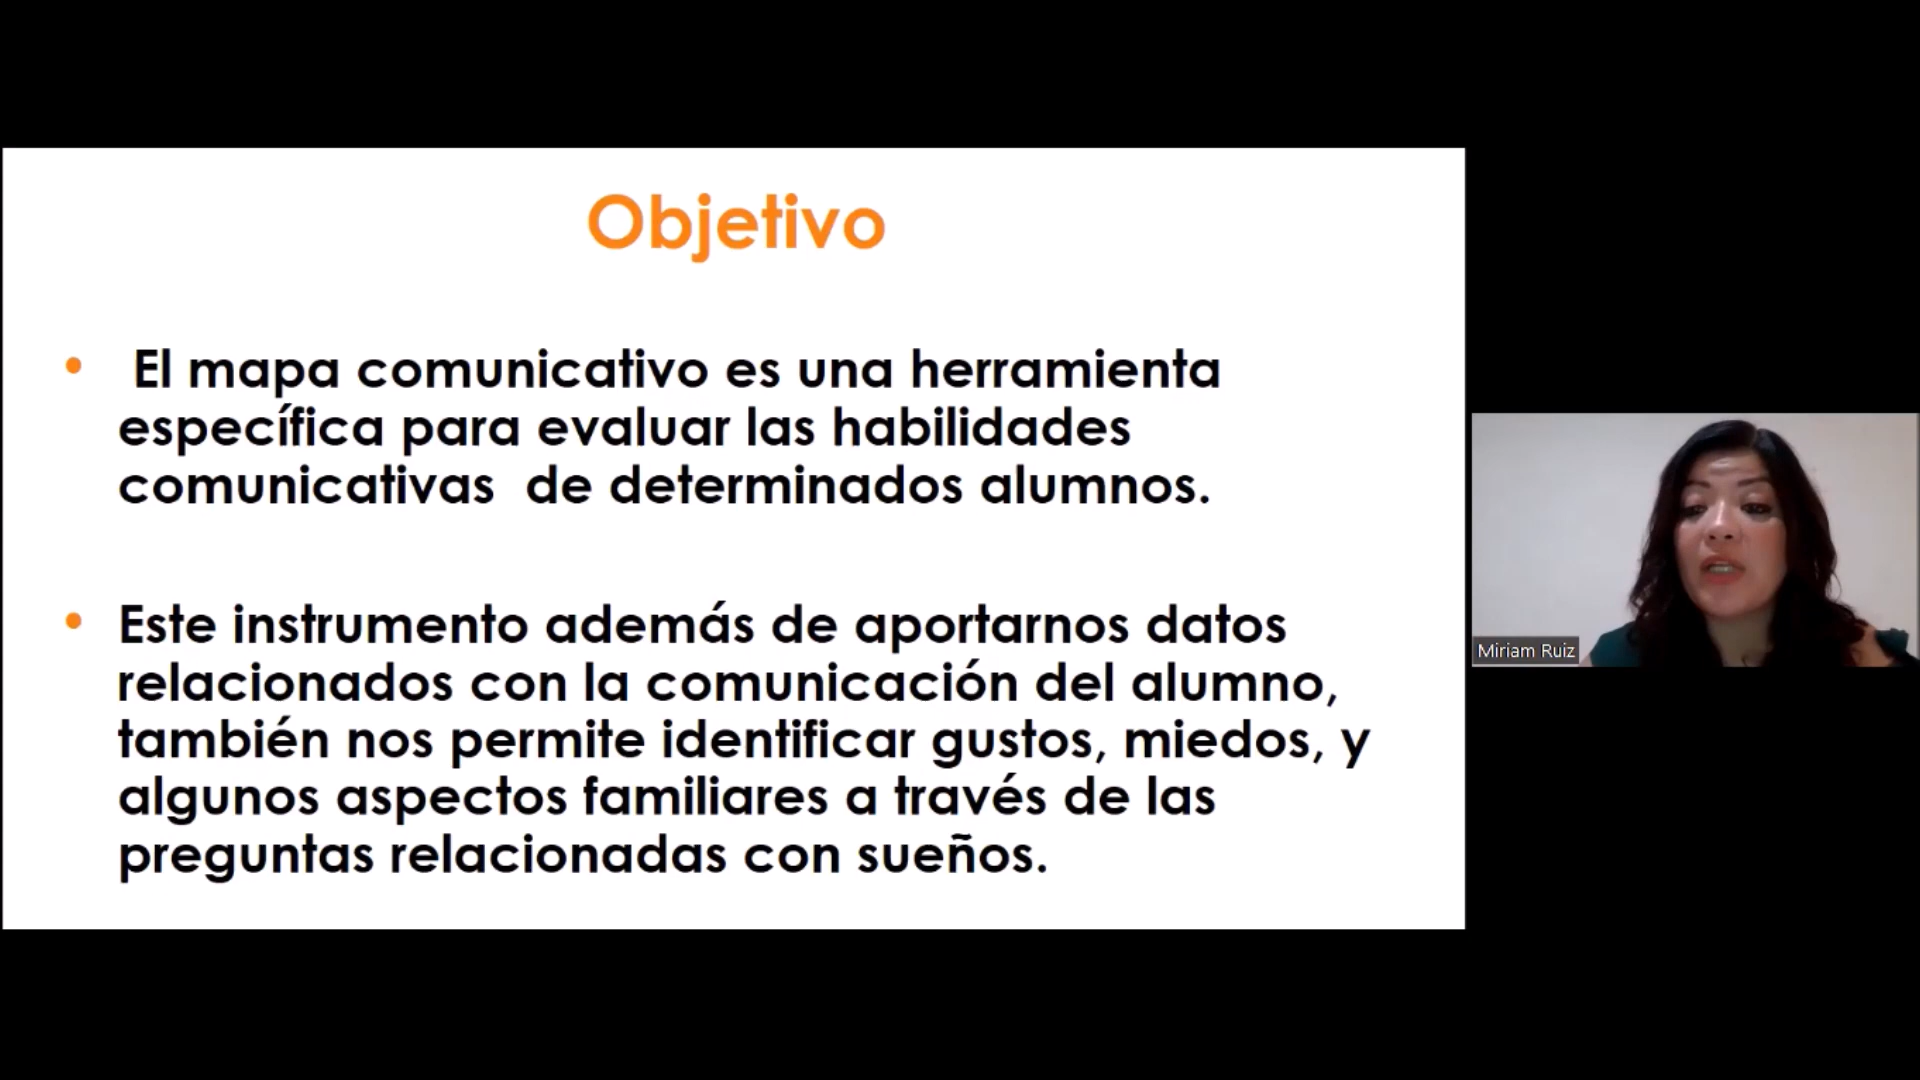 Objetivo
• El mapa comunicativo es una herramienta
específica para evaluar las habilidades
comunicativas de determinados alumnos.
• Este instrumento además de aportarnos datos
relacionados con la comunicación del alumno,
también nos permite identificar gustos, miedos, y
algunos aspectos familiares a través de las
preguntas relacionadas con sueños.
Miriam Ruiz